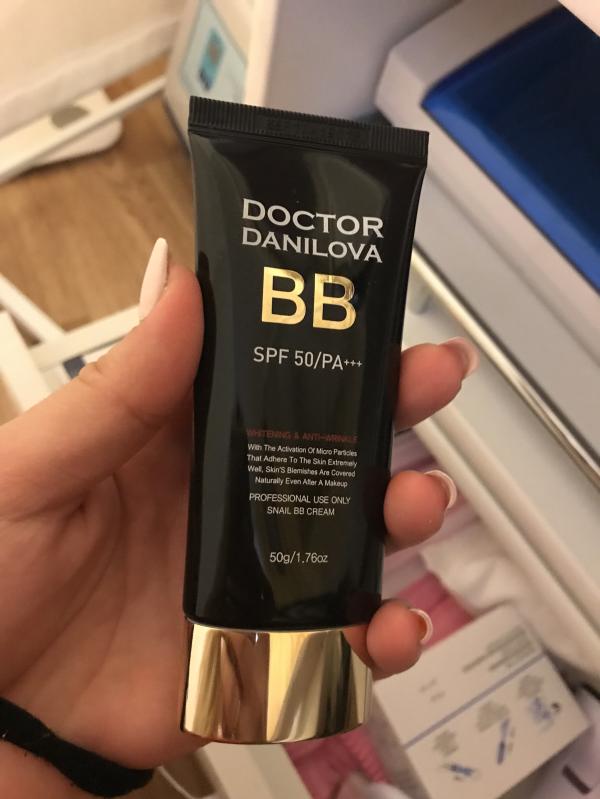 DOCTOR
DANILOVA
BB
SPF 50/PA+++
WHITENING & ANTI-WRINKLE
With The Activation Of Micro Particles
That Adhere To The Skin Extremely
Well, Skin'S Blemishes Are Covered
Naturally Even After A Makeup
PROFESSIONAL USE ONLY
SNAIL BB CREAM
50g/1.76oz